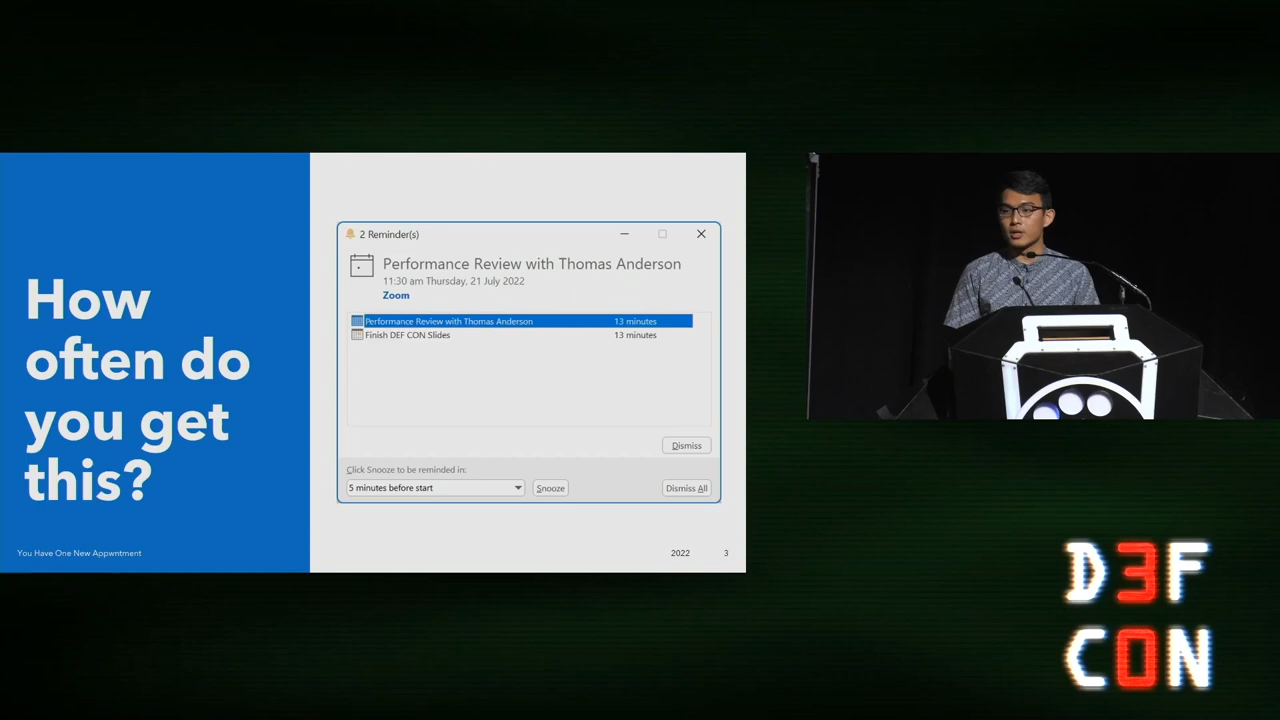 How
often do
you get
this?
You Have One New Appwntment
2 Reminder(s)
Performance Review with Thomas Anderson
11:30 am Thursday, 21 July 2022
Zoom
Performance Review with Thomas Anderson 13 minutes
Finish DEF CON Slides 13 minutes
Dismiss
Click Snooze to be reminded in:
5 minutes before start
Snooze
Dismiss All
2022 3
D3F
C0N